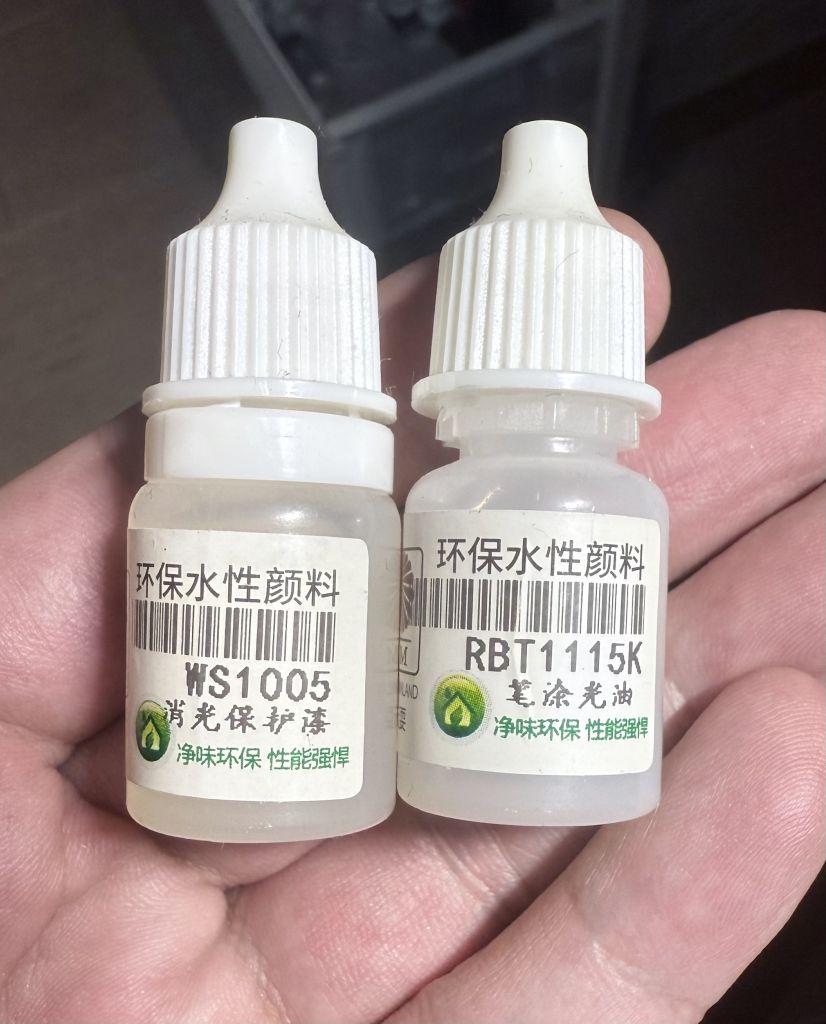 环保水性颜料
WS1005
消光保护漆
净味环保 性能强悍
环保水性颜料
RBT1115K
笔涂光油
净味环保 性能强悍